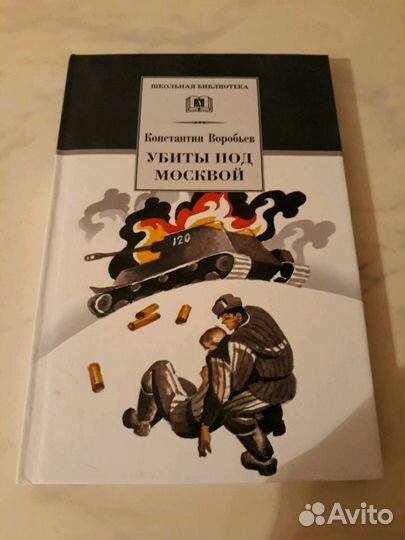 ШКОЛЬНАЯ БИБЛИОТЕКА
Константин Воробьев
УБИТЫ ПОД
МОСКВОЙ
120
Avito